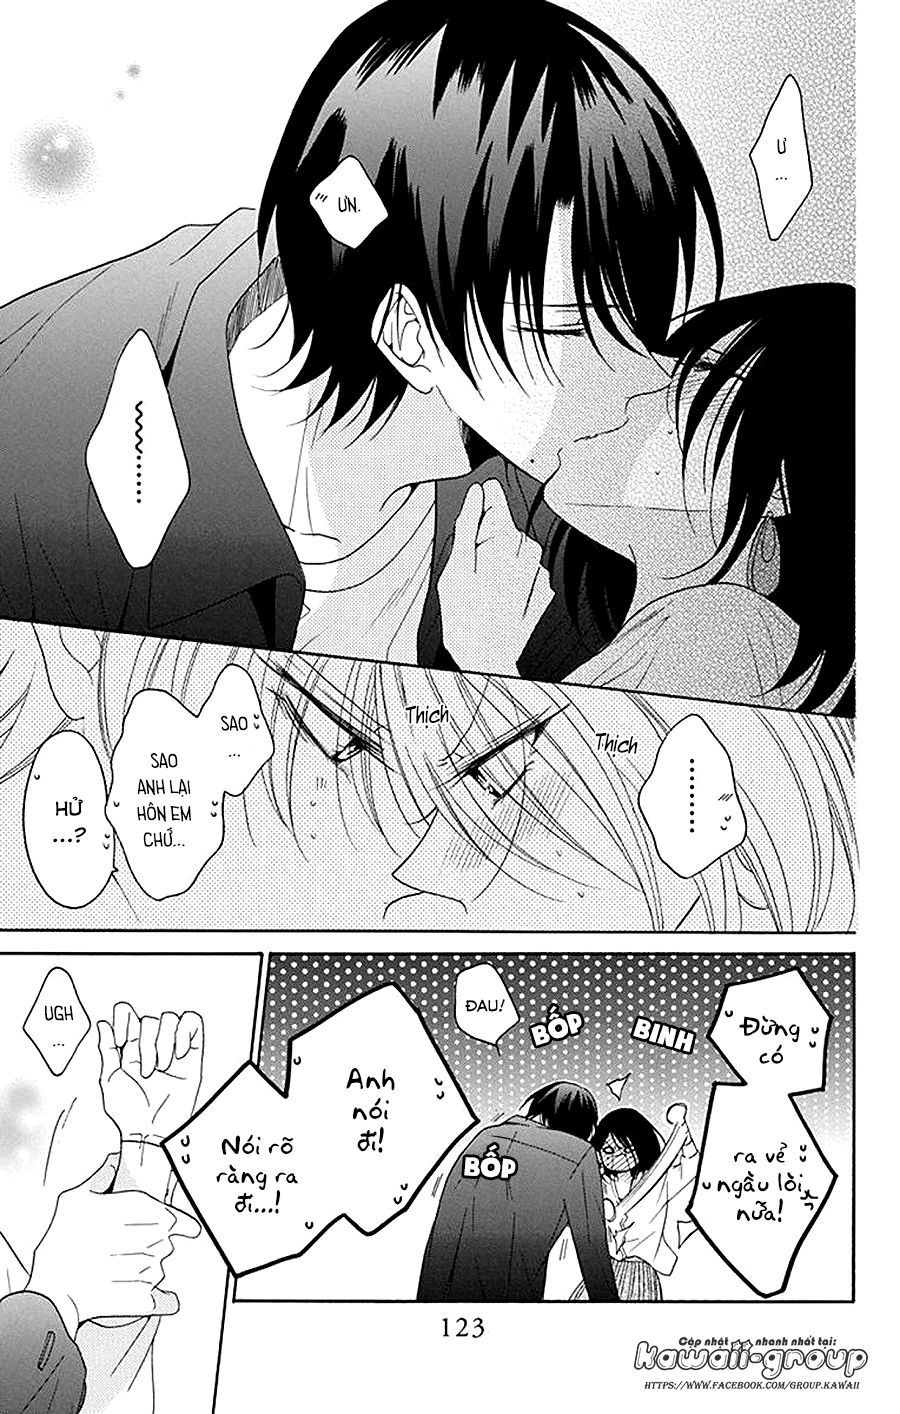 Ư
...
ƯN.
.........
Thịch
Thịch
........
SAO
...
SAO
ANH LẠI
HÔN EM
CHỨ...
HỬ
...?
Đừng
có
ra vẻ
ngầu lòi
nữa!
BINH
BỐP
ĐAU!
BỐP
Anh
nói
đi!
Nói rõ
ràng ra
đi...!
UGH
...
123
Cập nhật nhanh nhất tại:
kawaii-group
HTTPS://WWW.FACEBOOK.COM/GROUP.KAWAII